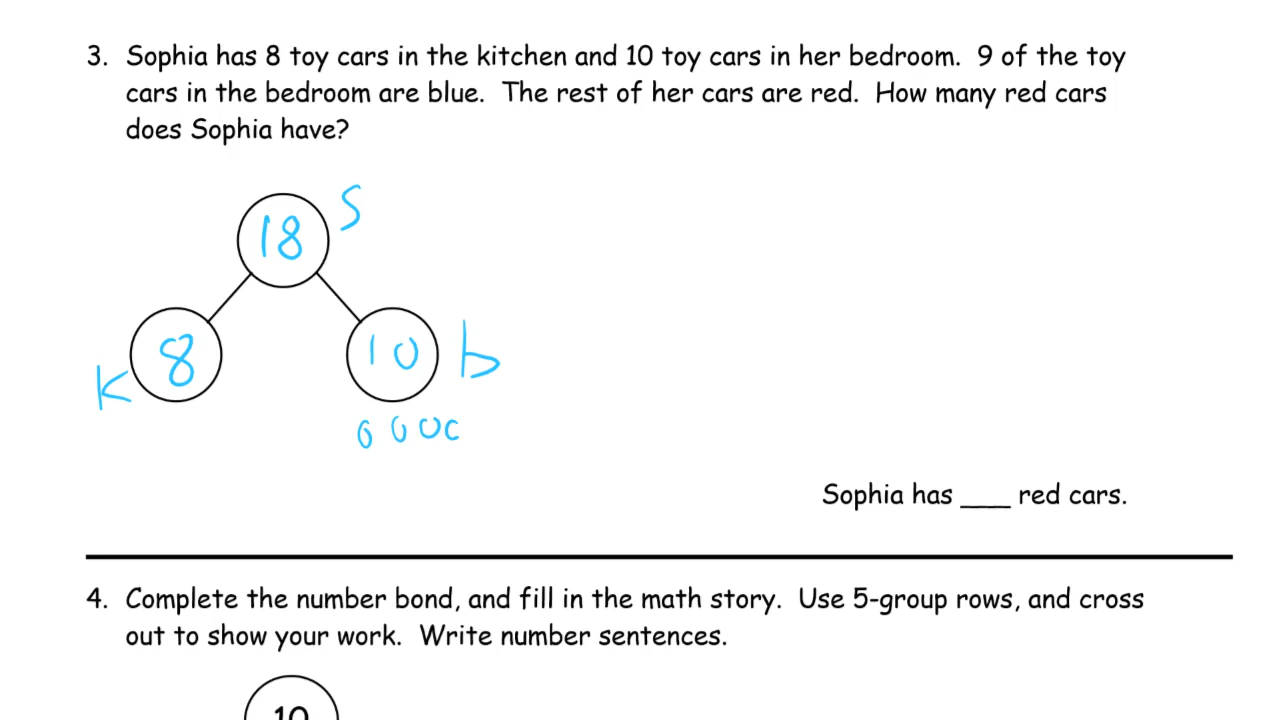 3. Sophia has 8 toy cars in the kitchen and 10 toy cars in her bedroom. 9 of the toy
cars in the bedroom are blue. The rest of her cars are red. How many red cars
does Sophia have?
18 S
K 8
10 b
Sophia has ____ red cars.
4. Complete the number bond, and fill in the math story. Use 5-group rows, and cross
out to show your work. Write number sentences.
10